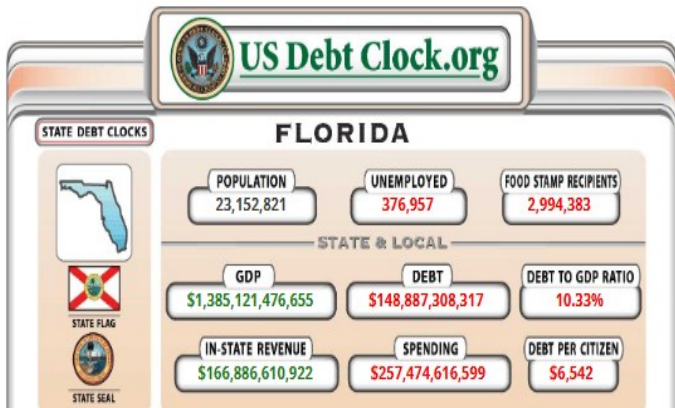 US Debt Clock.org
STATE DEBT CLOCKS
FLORIDA
POPULATION
23,152,821
UNEMPLOYED
376,957
FOOD STAMP RECIPIENTS
2,994,383
STATE & LOCAL
GDP
$1,385,121,476,655
DEBT
$148,887,308,317
DEBT TO GDP RATIO
10.33%
STATE FLAG
IN-STATE REVENUE
$166,886,610,922
SPENDING
$257,474,616,599
DEBT PER CITIZEN
$6,542
STATE SEAL